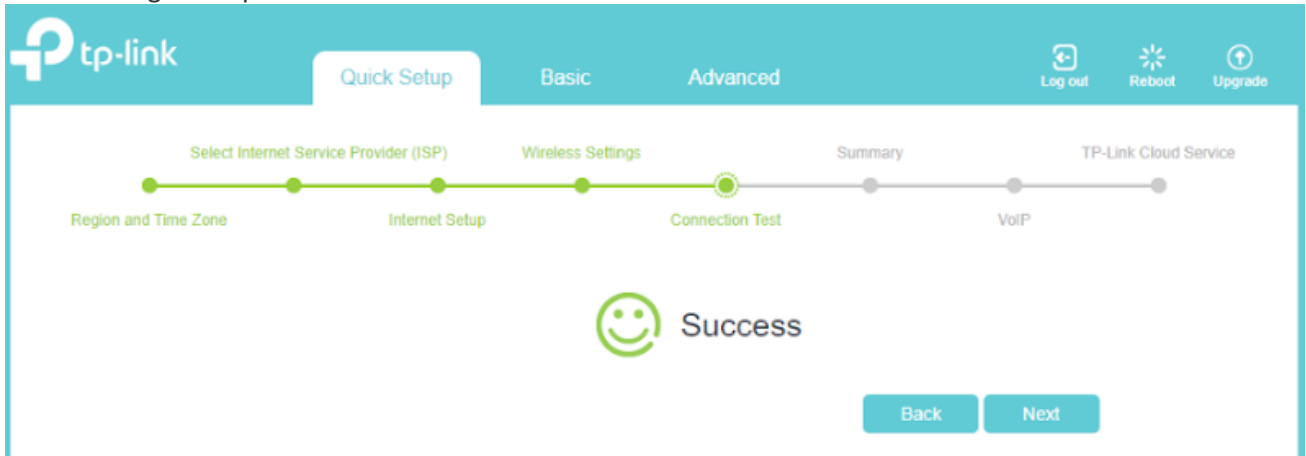 tp-link
Quick Setup Basic Advanced Log out Reboot Upgrade
Select Internet Service Provider (ISP) Wireless Settings Summary TP-Link Cloud Service
Region and Time Zone Internet Setup Connection Test VoIP
Success
Back Next